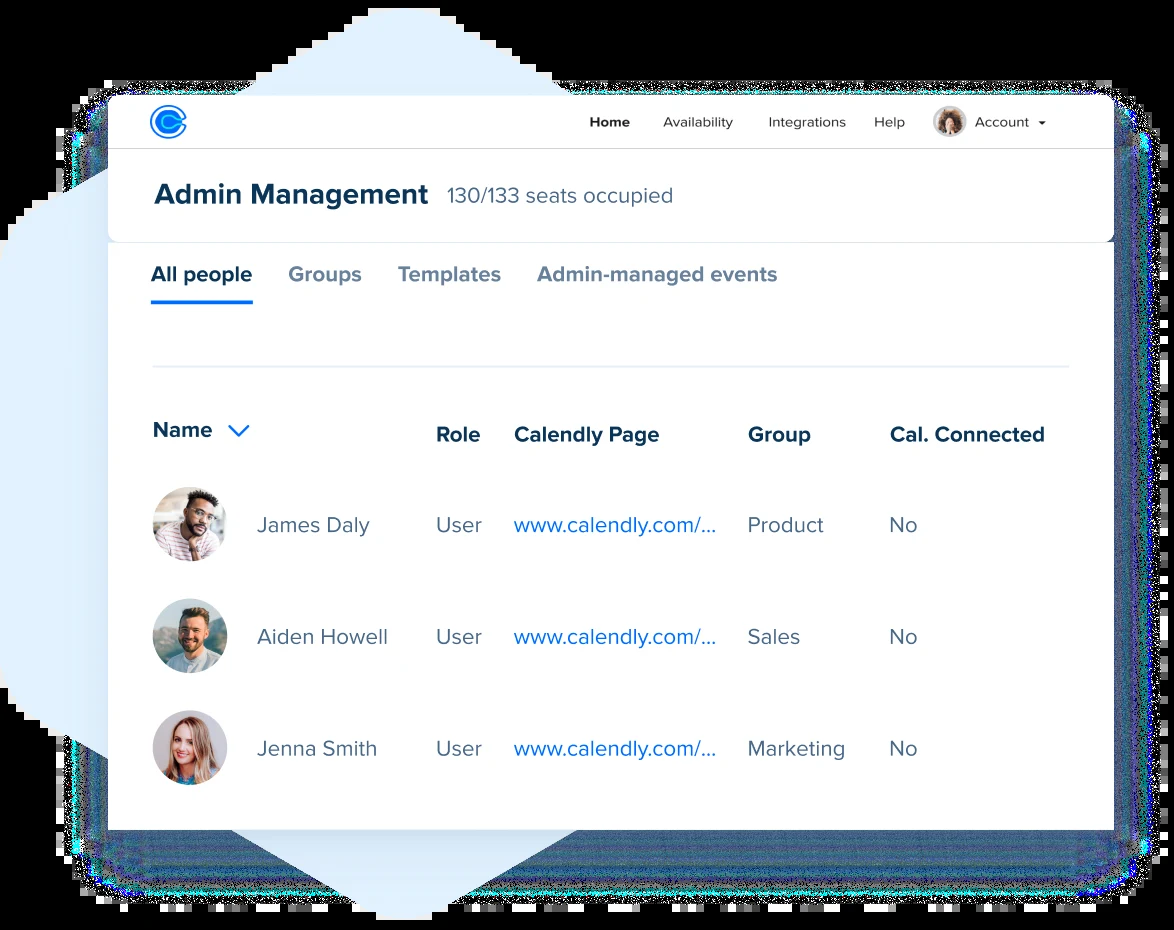 Home Availability Integrations Help Account
Admin Management 130/133 seats occupied
All people Groups Templates Admin-managed events
Name Role Calendly Page Group Cal. Connected
James Daly User www.calendly.com/... Product No
Aiden Howell User www.calendly.com/... Sales No
Jenna Smith User www.calendly.com/... Marketing No